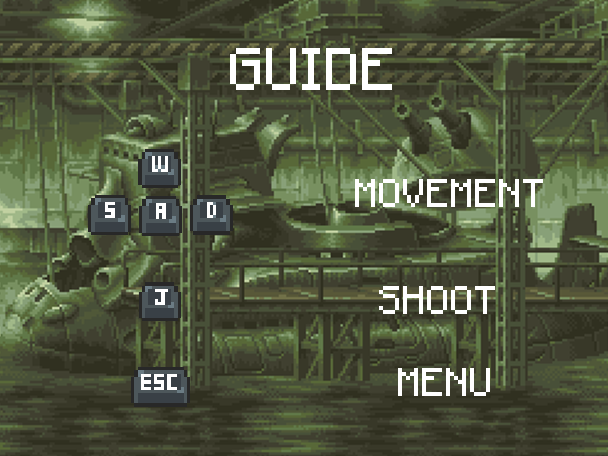 GUIDE
W
S A D
MOVEMENT
J
SHOOT
ESC
MENU